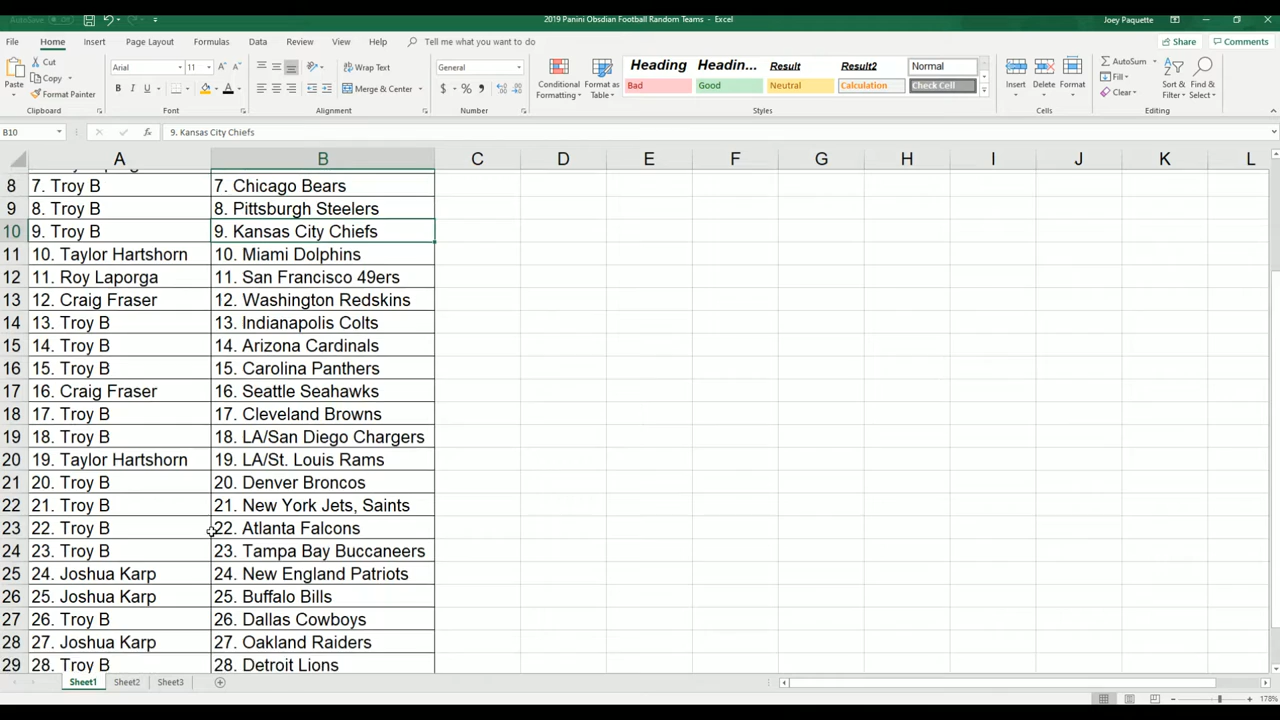 AutoSave Off 2019 Panini Obsdian Football Random Teams - Excel Joey Paquette
File Home Insert Page Layout Formulas Data Review View Help Tell me what you want to do Share Comments
Paste Cut Copy Format Painter
Arial 11 Wrap Text Merge & Center General
Conditional Formatting Format as Table
Heading Headin... Result Result2 Normal
Bad Good Neutral Calculation Check Cell
Insert Delete Format AutoSum Fill Clear Sort & Filter Find & Select
Clipboard Font Alignment Number Styles Cells Editing
B10 fx 9. Kansas City Chiefs
A B C D E F G H I J K L
8 7. Troy B 7. Chicago Bears
9 8. Troy B 8. Pittsburgh Steelers
10 9. Troy B 9. Kansas City Chiefs
11 10. Taylor Hartshorn 10. Miami Dolphins
12 11. Roy Laporga 11. San Francisco 49ers
13 12. Craig Fraser 12. Washington Redskins
14 13. Troy B 13. Indianapolis Colts
15 14. Troy B 14. Arizona Cardinals
16 15. Troy B 15. Carolina Panthers
17 16. Craig Fraser 16. Seattle Seahawks
18 17. Troy B 17. Cleveland Browns
19 18. Troy B 18. LA/San Diego Chargers
20 19. Taylor Hartshorn 19. LA/St. Louis Rams
21 20. Troy B 20. Denver Broncos
22 21. Troy B 21. New York Jets, Saints
23 22. Troy B 22. Atlanta Falcons
24 23. Troy B 23. Tampa Bay Buccaneers
25 24. Joshua Karp 24. New England Patriots
26 25. Joshua Karp 25. Buffalo Bills
27 26. Troy B 26. Dallas Cowboys
28 27. Joshua Karp 27. Oakland Raiders
29 28. Troy B 28. Detroit Lions
Sheet1 Sheet2 Sheet3
178%